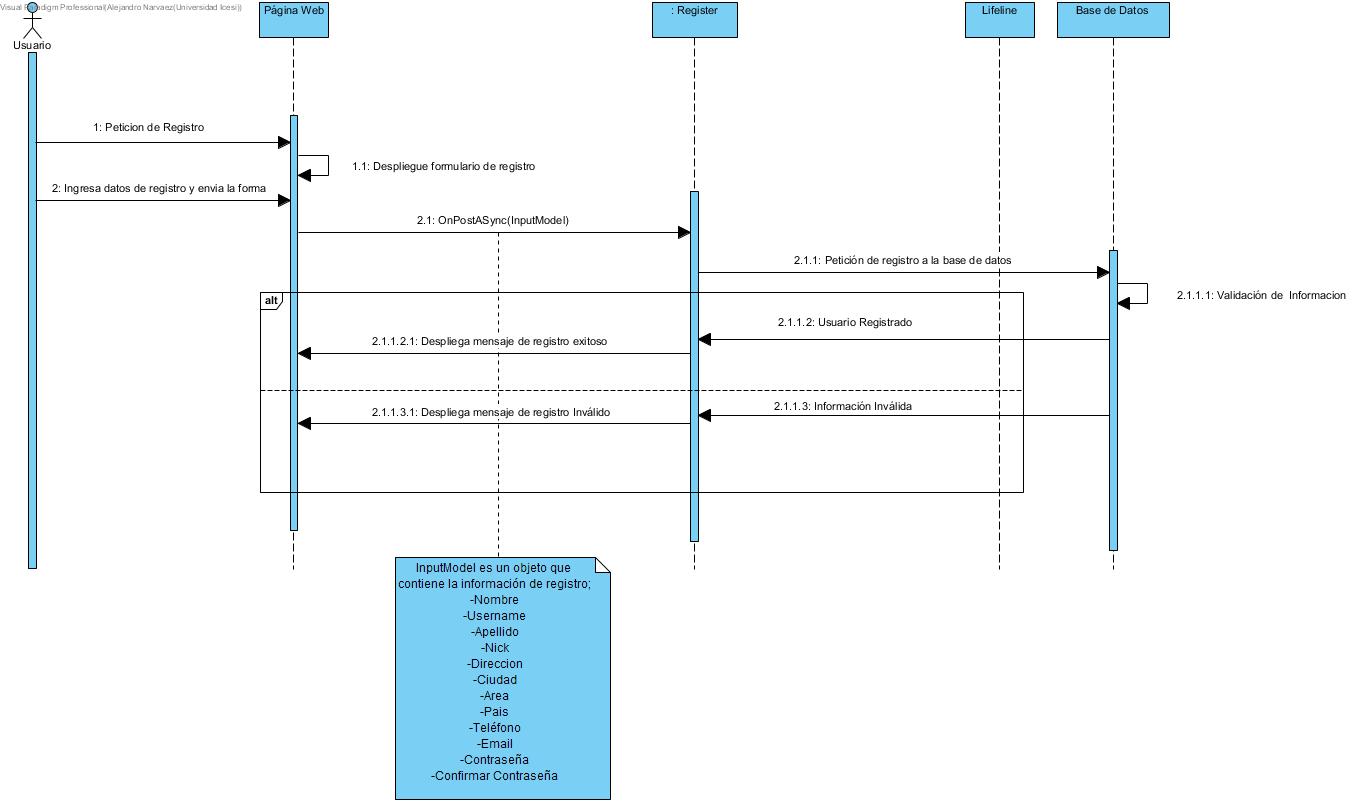 Visual Paradigm Professional(Alejandro Narvaez(Universidad Icesi))
Usuario
Página Web
: Register
Lifeline
Base de Datos
1: Peticion de Registro
1.1: Despliegue formulario de registro
2: Ingresa datos de registro y envia la forma
2.1: OnPostASync(InputModel)
2.1.1: Petición de registro a la base de datos
2.1.1.1: Validación de  Informacion
alt
2.1.1.2: Usuario Registrado
2.1.1.2.1: Despliega mensaje de registro exitoso
2.1.1.3: Información Inválida
2.1.1.3.1: Despliega mensaje de registro Inválido
InputModel es un objeto que
contiene la información de registro;
-Nombre
-Username
-Apellido
-Nick
-Direccion
-Ciudad
-Area
-Pais
-Teléfono
-Email
-Contraseña
-Confirmar Contraseña